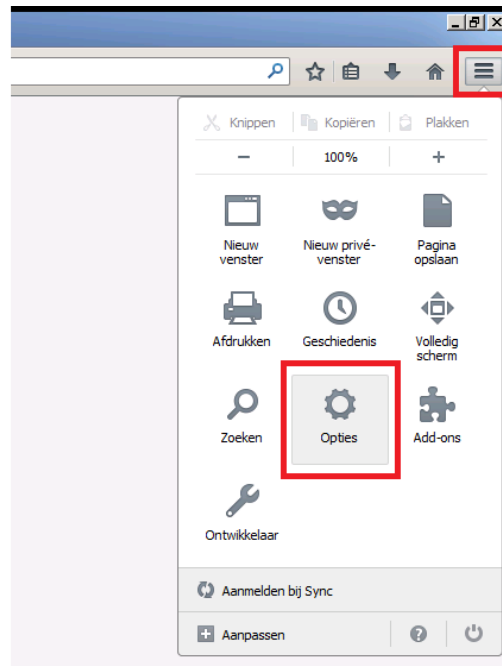 Knippen
Kopiëren
Plakken
100%
Nieuw
venster
Nieuw privé-
venster
Pagina
opslaan
Afdrukken
Geschiedenis
Volledig
scherm
Zoeken
Opties
Add-ons
Ontwikkelaar
Aanmelden bij Sync
Aanpassen